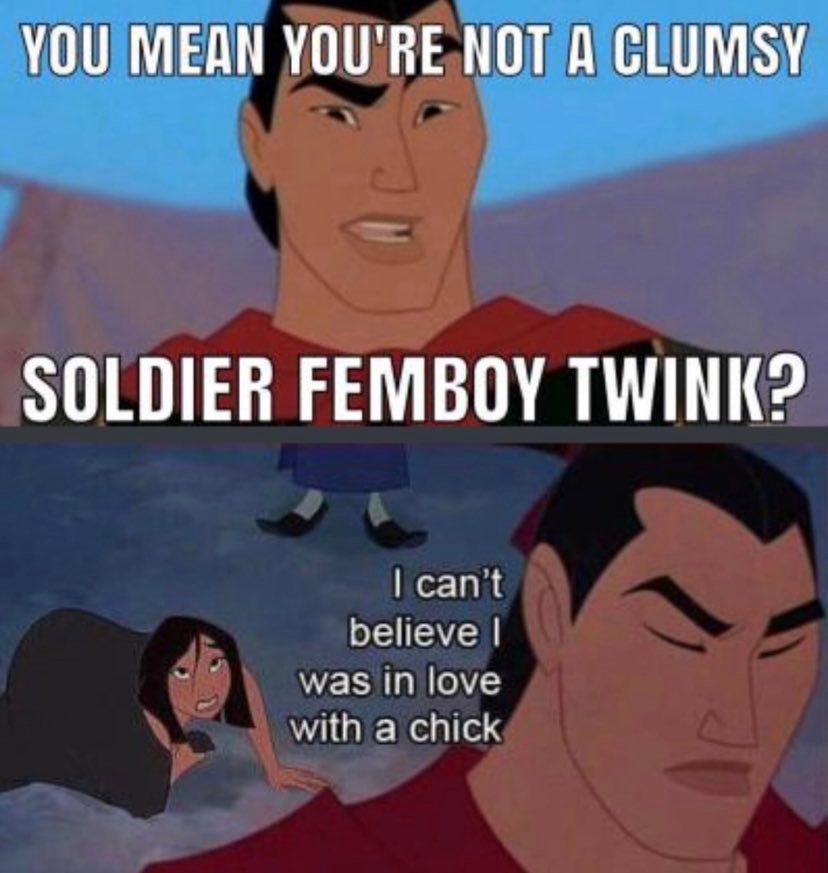 YOU MEAN YOU'RE NOT A CLUMSY
SOLDIER FEMBOY TWINK?
I can't
believe I
was in love
with a chick